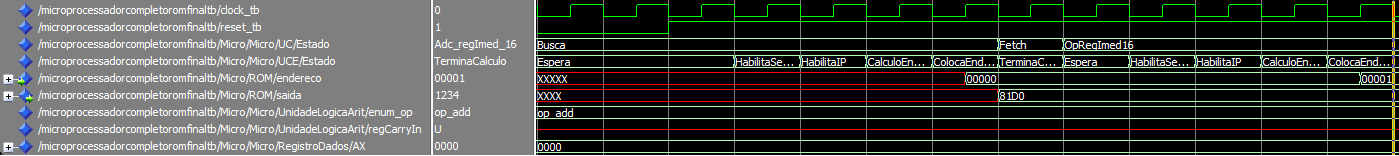 /microprocessadorcompletoromfinaltb/clock_tb 0
/microprocessadorcompletoromfinaltb/reset_tb 1
/microprocessadorcompletoromfinaltb/Micro/Micro/UC/Estado Adc_regImed_16 Busca Fetch OpRegImed16
/microprocessadorcompletoromfinaltb/Micro/Micro/UCE/Estado TerminaCalculo Espera HabilitaSe... HabilitaIP CalculoEn... ColocaEnd... TerminaC... Espera HabilitaSe... HabilitaIP CalculoEn... ColocaEnd...
/microprocessadorcompletoromfinaltb/Micro/ROM/endereco 00001 XXXXX 00000 00001
/microprocessadorcompletoromfinaltb/Micro/ROM/saida 1234 XXXX 81D0
/microprocessadorcompletoromfinaltb/Micro/Micro/UnidadeLogicaArit/enum_op op_add op_add
/microprocessadorcompletoromfinaltb/Micro/Micro/UnidadeLogicaArit/regCarryIn U
/microprocessadorcompletoromfinaltb/Micro/Micro/RegistroDados/AX 0000 0000